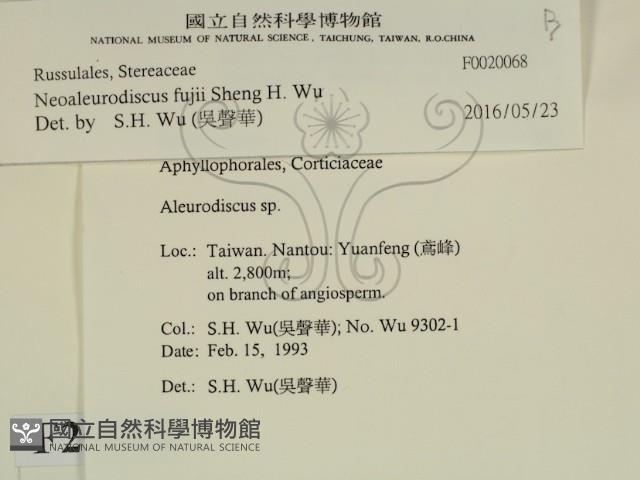 國立自然科學博物館
NATIONAL MUSEUM OF NATURAL SCIENCE, TAICHUNG, TAIWAN, R.O.CHINA
Russulales, Stereaceae
F0020068
Neoaleurodiscus fujii Sheng H. Wu
Det. by S.H. Wu (吳聲華)
2016/05/23
Aphyllophorales, Corticiaceae
Aleurodiscus sp.
Loc.: Taiwan. Nantou: Yuanfeng (鳶峰)
alt. 2,800m;
on branch of angiosperm.
Col.: S.H. Wu(吳聲華); No. Wu 9302-1
Date: Feb. 15, 1993
Det.: S.H. Wu(吳聲華)
F2
國立自然科學博物館
NATIONAL MUSEUM OF NATURAL SCIENCE